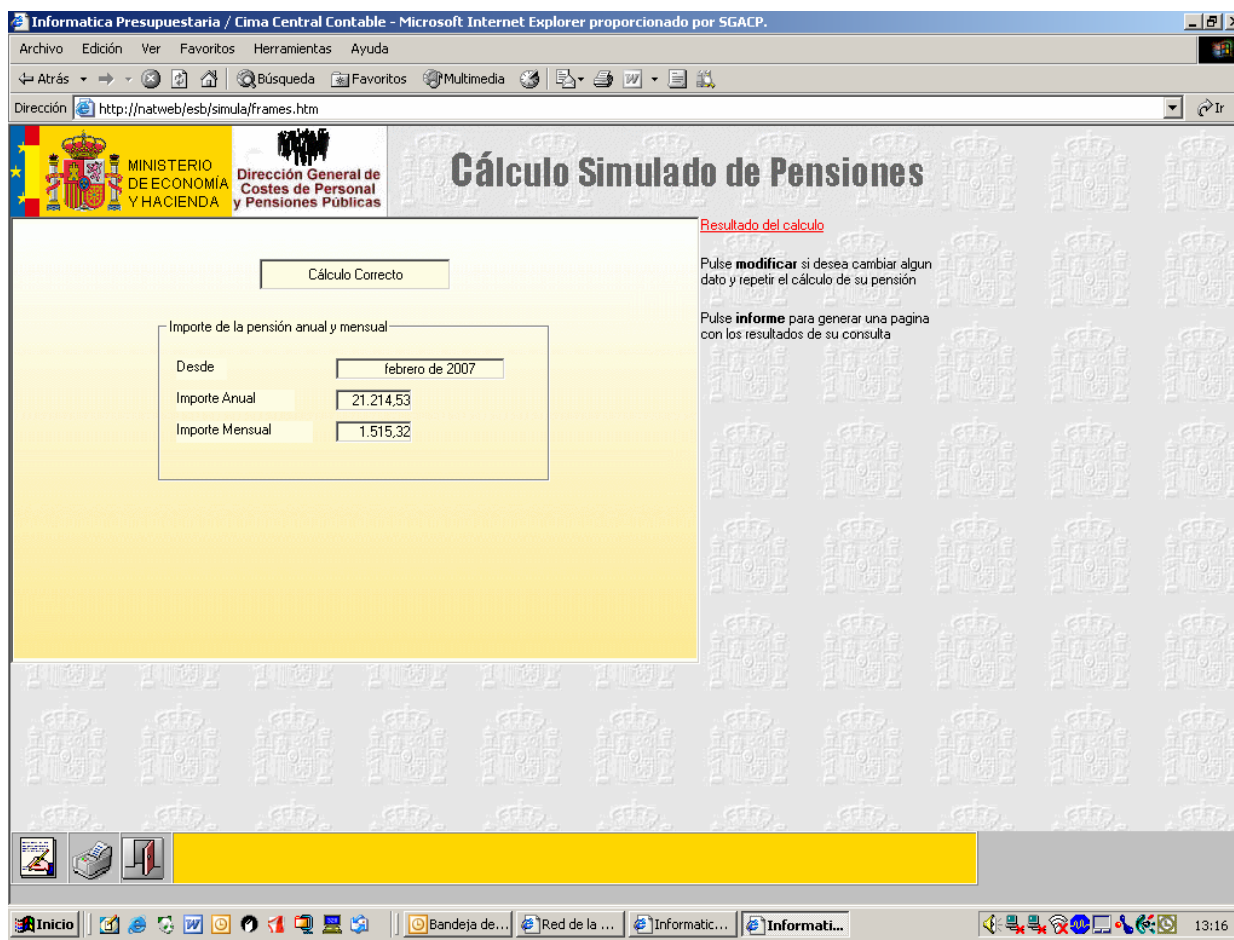 Informatica Presupuestaria / Cima Central Contable - Microsoft Internet Explorer proporcionado por SGACP.
Archivo Edición Ver Favoritos Herramientas Ayuda
Atrás Búsqueda Favoritos Multimedia
Dirección http://natweb/esb/simula/frames.htm Ir
MINISTERIO
DE ECONOMÍA
Y HACIENDA
Dirección General de
Costes de Personal
y Pensiones Públicas
Cálculo Simulado de Pensiones
Cálculo Correcto
Importe de la pensión anual y mensual
Desde febrero de 2007
Importe Anual 21.214,53
Importe Mensual 1.515,32
Resultado del calculo
Pulse modificar si desea cambiar algun
dato y repetir el cálculo de su pensión
Pulse informe para generar una pagina
con los resultados de su consulta
Inicio Bandeja de... Red de la ... Informatic... Informati... 13:16